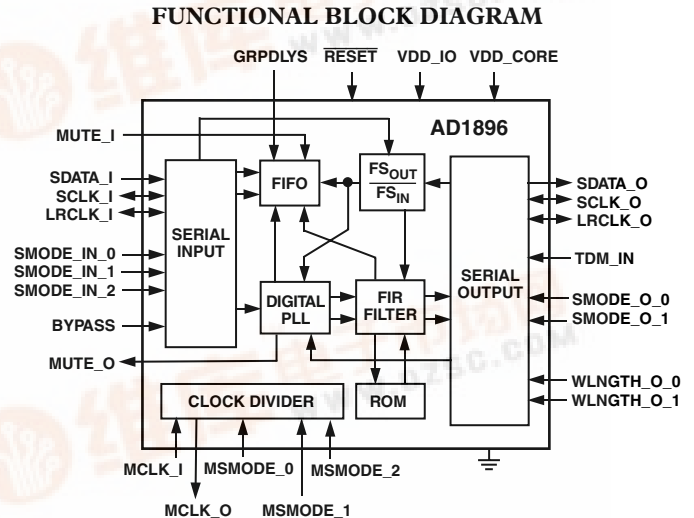 FUNCTIONAL BLOCK DIAGRAM
GRPDLYS RESET VDD_IO VDD_CORE
AD1896
MUTE_I
SDATA_I
SCLK_I
LRCLK_I
SMODE_IN_0
SMODE_IN_1
SMODE_IN_2
BYPASS
MUTE_O
SERIAL
INPUT
FIFO
FSOUT
FSIN
DIGITAL
PLL
FIR
FILTER
ROM
CLOCK DIVIDER
SERIAL
OUTPUT
SDATA_O
SCLK_O
LRCLK_O
TDM_IN
SMODE_O_0
SMODE_O_1
WLNGTH_O_0
WLNGTH_O_1
MCLK_I MSMODE_0 MSMODE_2
MCLK_O MSMODE_1